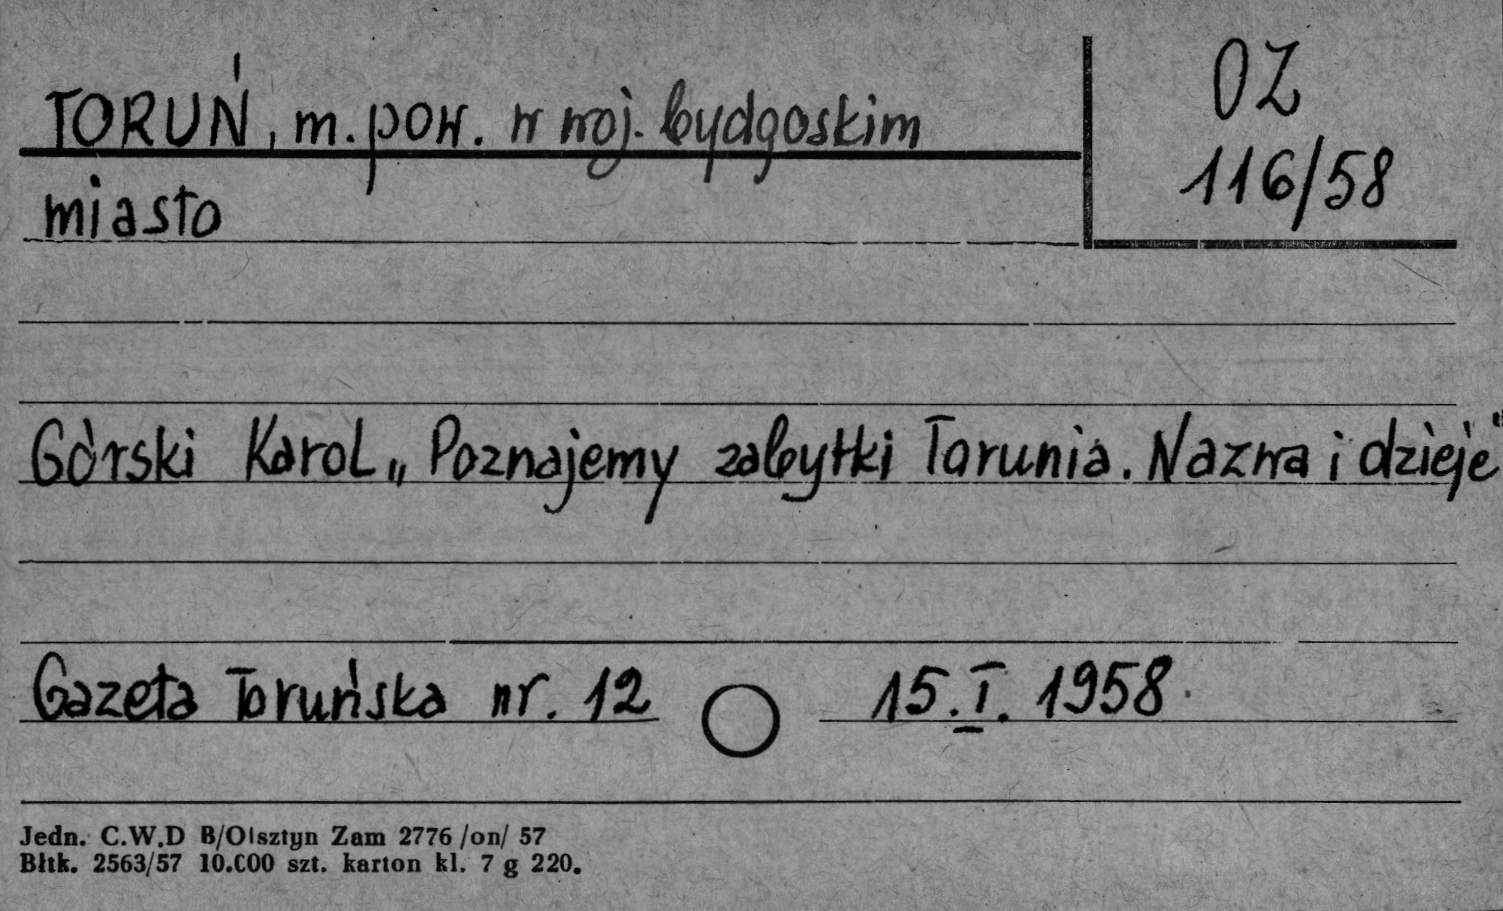 TORUŃ, m. pow. w woj. bydgoskim
OZ
116/58
miasto
Górski Karol „Poznajemy zabytki Torunia. Nazwa i dzieje"
Gazeta Toruńska nr. 12 15.I.1958.
Jedn. C.W.D B/Olsztyn Zam 2776 /on/ 57
Błtk. 2563/57 10.000 szt. karton kl. 7 g 220.